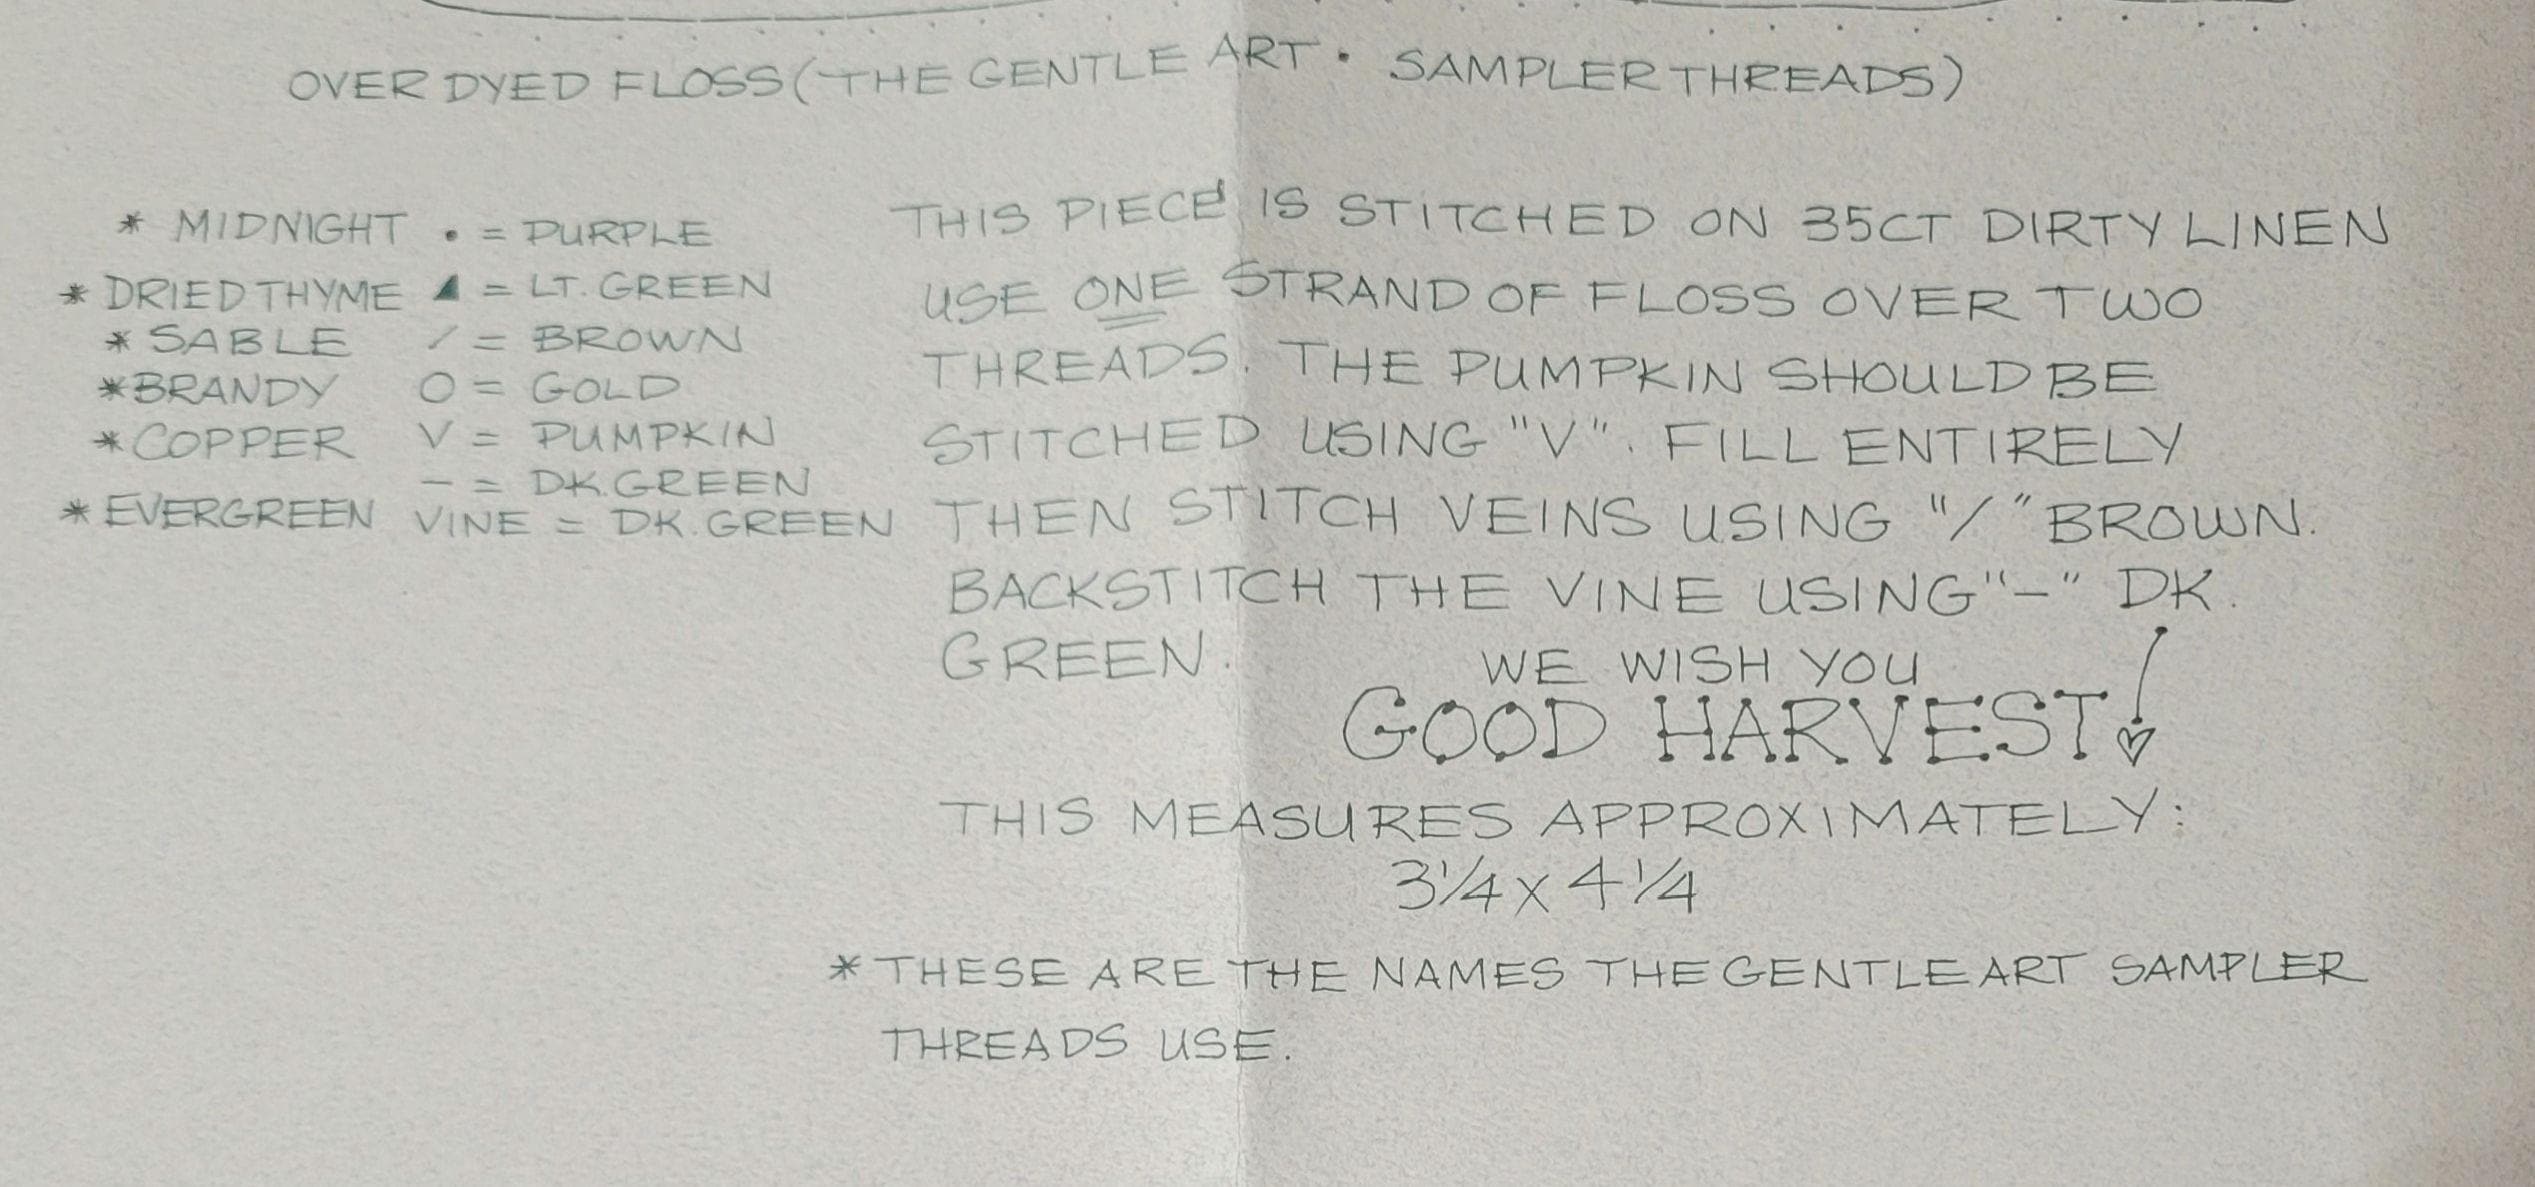 OVER DYED FLOSS (THE GENTLE ART • SAMPLER THREADS)
* MIDNIGHT • = PURPLE
* DRIED THYME ◢ = LT. GREEN
* SABLE / = BROWN
* BRANDY O = GOLD
* COPPER V = PUMPKIN
– = DK. GREEN
* EVERGREEN VINE = DK. GREEN
THIS PIECE IS STITCHED ON 35CT DIRTY LINEN
USE ONE STRAND OF FLOSS OVER TWO
THREADS. THE PUMPKIN SHOULD BE
STITCHED USING "V". FILL ENTIRELY
THEN STITCH VEINS USING "/" BROWN.
BACKSTITCH THE VINE USING "–" DK.
GREEN.
WE WISH YOU
GOOD HARVEST!
THIS MEASURES APPROXIMATELY:
3 1/4 X 4 1/4
* THESE ARE THE NAMES THE GENTLE ART SAMPLER
THREADS USE.